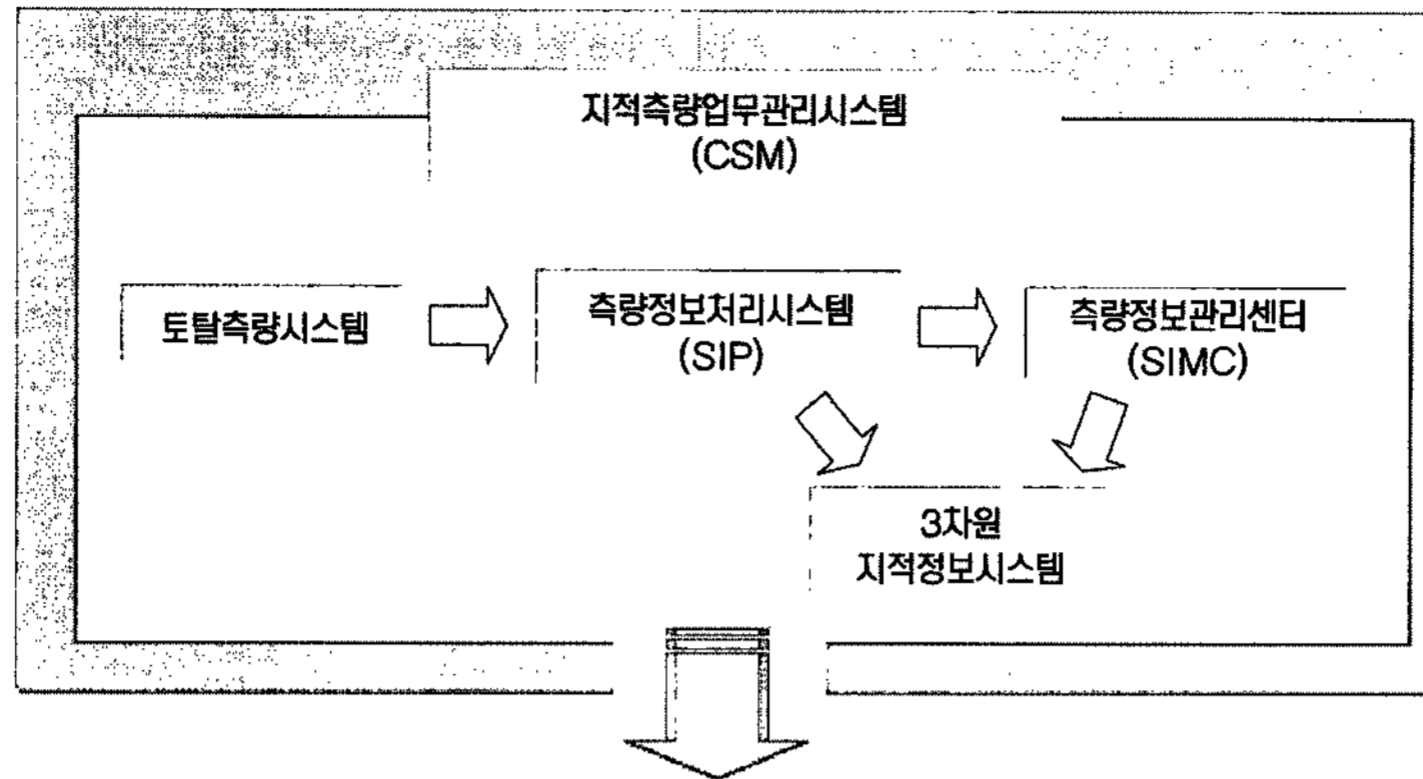 지적측량업무관리시스템
(CSM)
토탈측량시스템
측량정보처리시스템
(SIP)
측량정보관리센터
(SIMC)
3차원
지적정보시스템